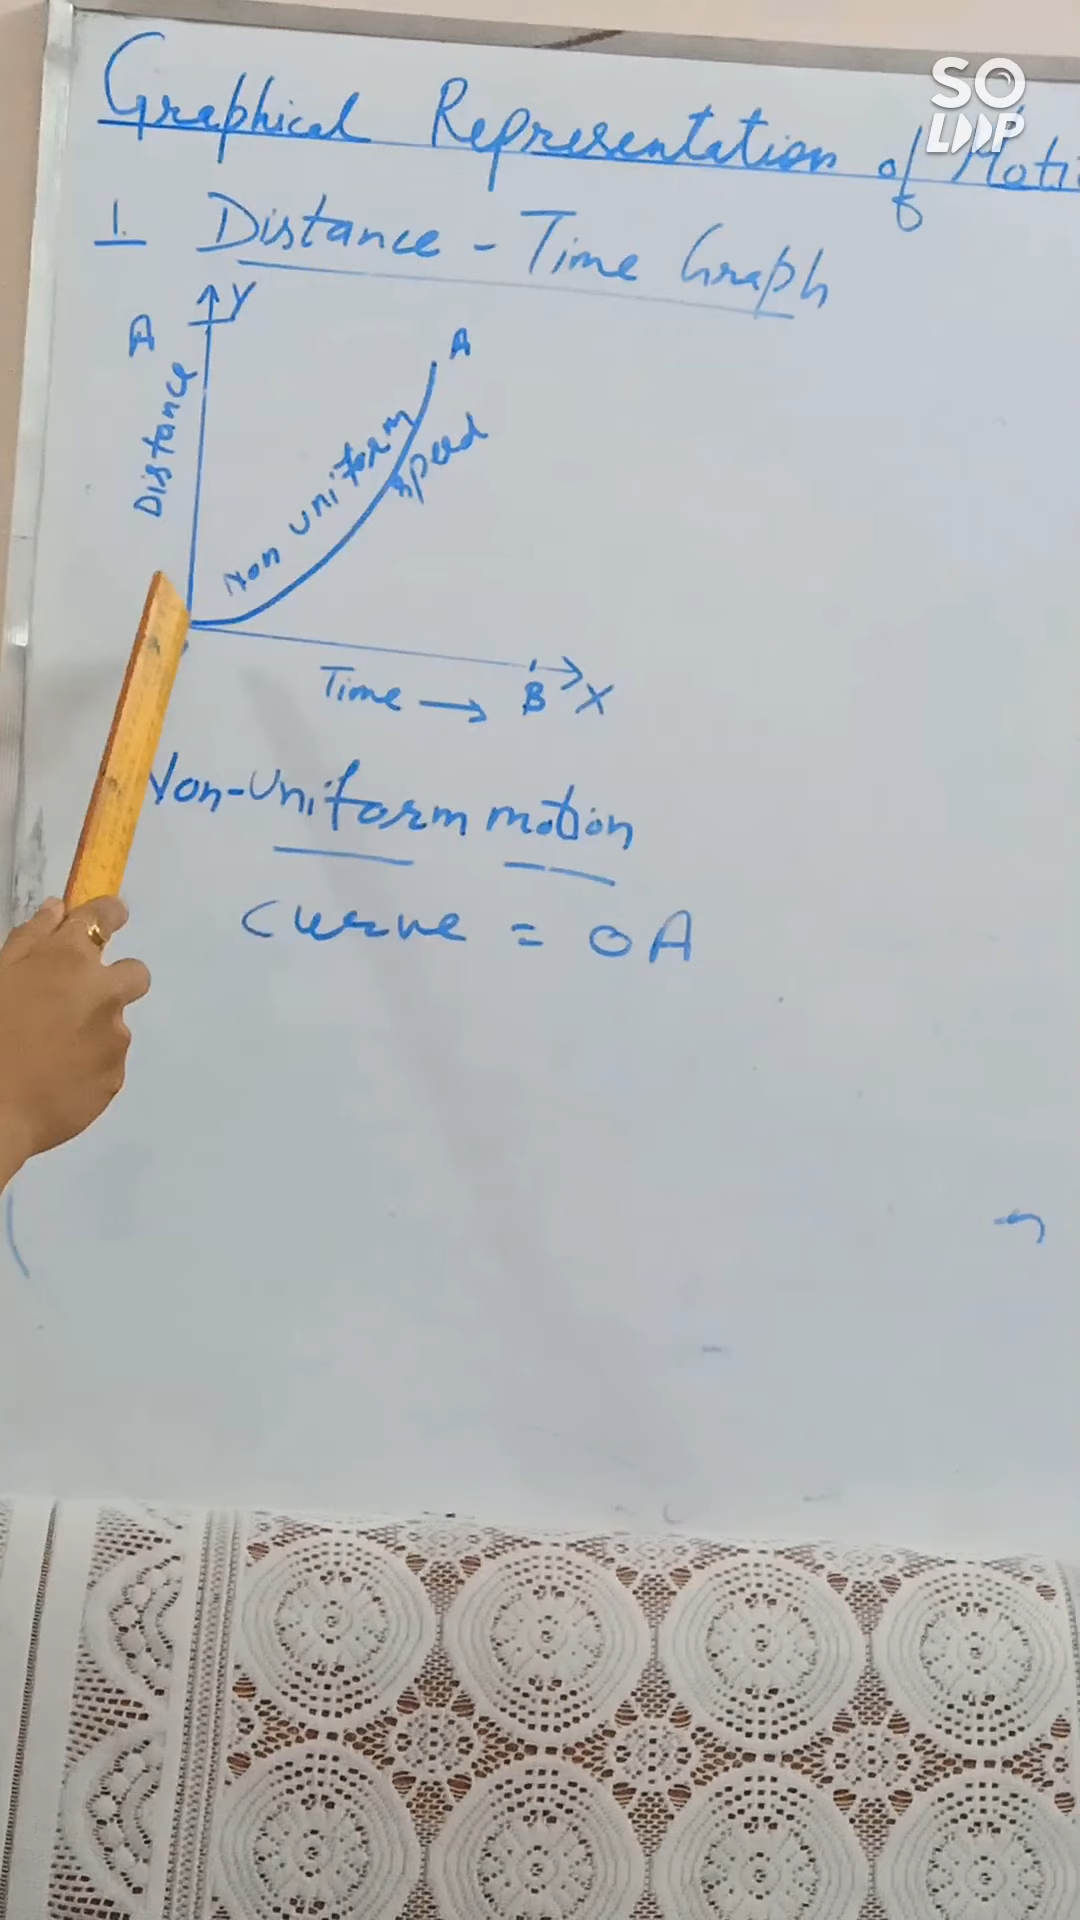 SO
LOOP
Graphical Representation of Moti
1. Distance - Time Graph
Y
A
Distance
Non uniform
speed
Time → B X
Non-Uniform motion
curve = OA